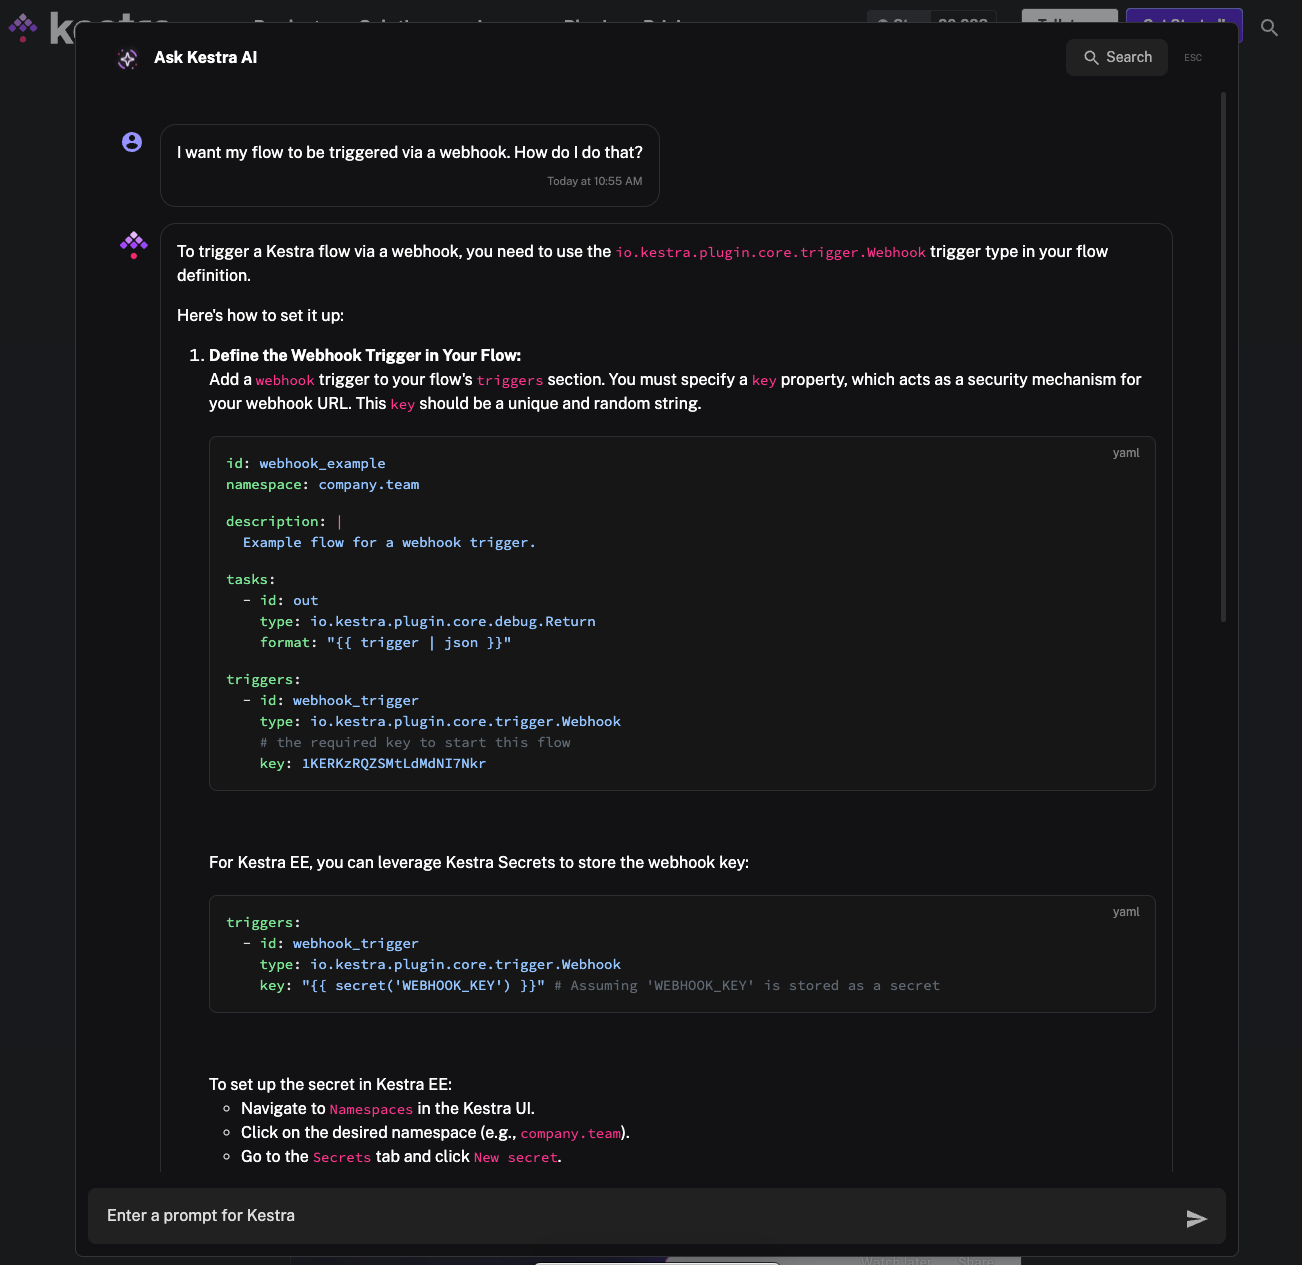 Ask Kestra AI
Search
ESC
I want my flow to be triggered via a webhook. How do I do that?
Today at 10:55 AM
To trigger a Kestra flow via a webhook, you need to use the io.kestra.plugin.core.trigger.Webhook trigger type in your flow
definition.
Here's how to set it up:
1. Define the Webhook Trigger in Your Flow:
Add a webhook trigger to your flow's triggers section. You must specify a key property, which acts as a security mechanism for
your webhook URL. This key should be a unique and random string.
yaml
id: webhook_example
namespace: company.team
description: |
Example flow for a webhook trigger.
tasks:
- id: out
type: io.kestra.plugin.core.debug.Return
format: "{{ trigger | json }}"
triggers:
- id: webhook_trigger
type: io.kestra.plugin.core.trigger.Webhook
# the required key to start this flow
key: 1KERKzRQZSMtLdMdNI7Nkr
For Kestra EE, you can leverage Kestra Secrets to store the webhook key:
yaml
triggers:
- id: webhook_trigger
type: io.kestra.plugin.core.trigger.Webhook
key: "{{ secret('WEBHOOK_KEY') }}" # Assuming 'WEBHOOK_KEY' is stored as a secret
To set up the secret in Kestra EE:
Navigate to Namespaces in the Kestra UI.
Click on the desired namespace (e.g., company.team).
Go to the Secrets tab and click New secret.
Enter a prompt for Kestra